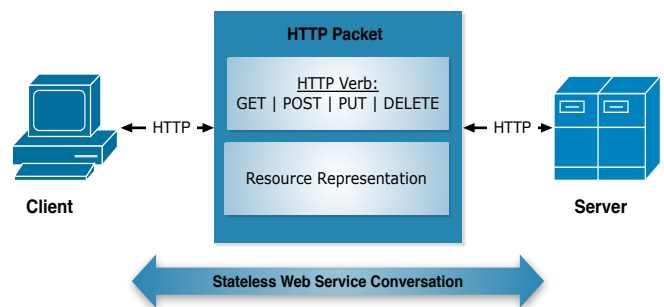 HTTP Packet
HTTP Verb:
GET | POST | PUT | DELETE
HTTP
HTTP
Resource Representation
Client
Server
Stateless Web Service Conversation